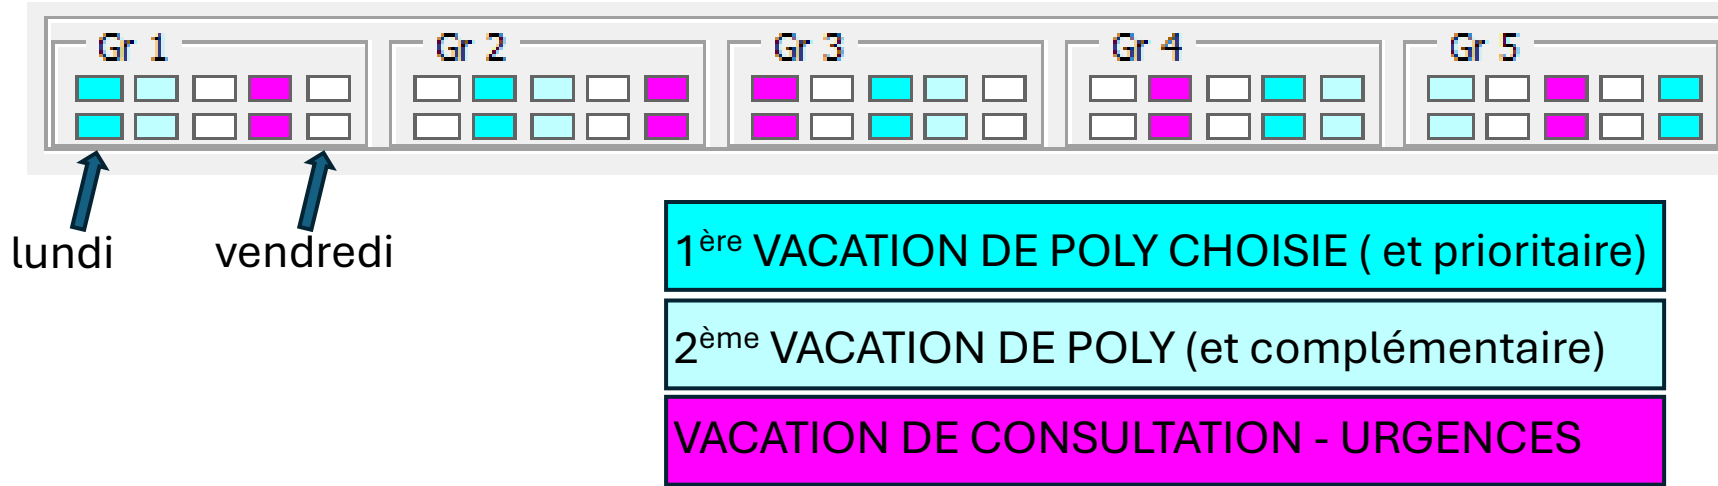 Gr 1 Gr 2 Gr 3 Gr 4 Gr 5
lundi vendredi
1ère VACATION DE POLY CHOISIE ( et prioritaire)
2ème VACATION DE POLY (et complémentaire)
VACATION DE CONSULTATION - URGENCES